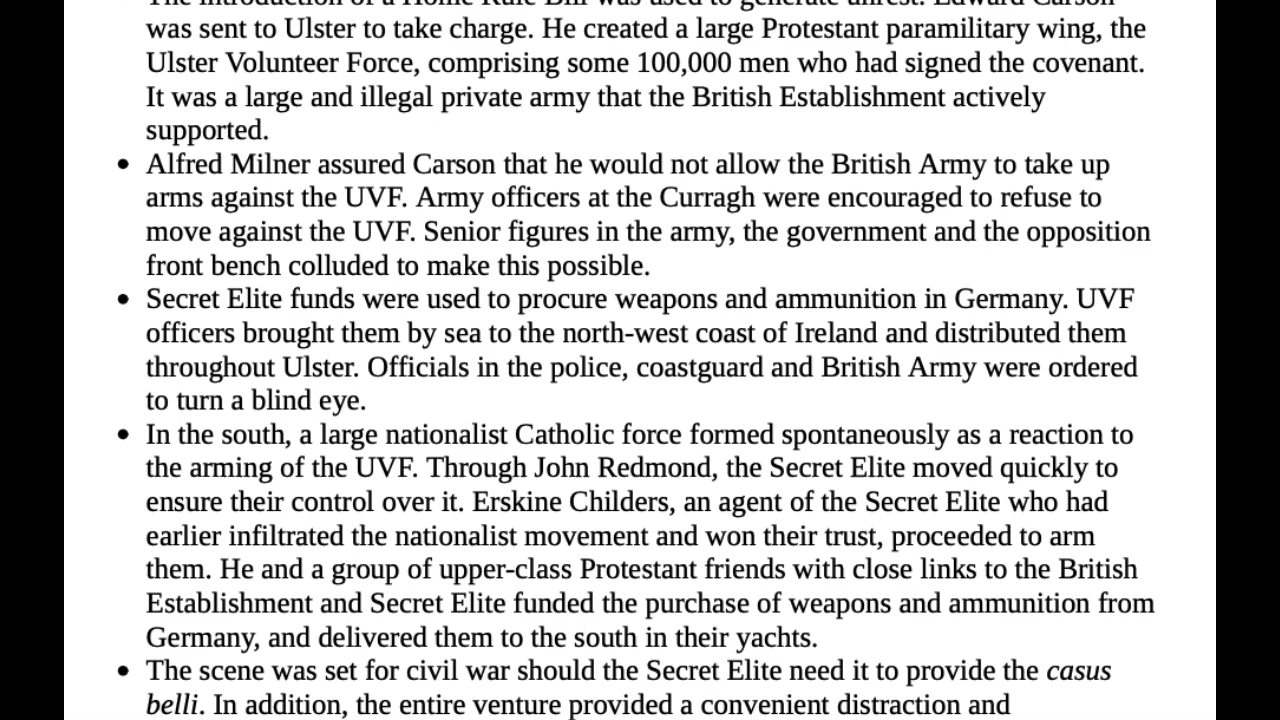 The introduction of a Home Rule Bill was used to generate unrest. Edward Carson
was sent to Ulster to take charge. He created a large Protestant paramilitary wing, the
Ulster Volunteer Force, comprising some 100,000 men who had signed the covenant.
It was a large and illegal private army that the British Establishment actively
supported.
• Alfred Milner assured Carson that he would not allow the British Army to take up
arms against the UVF. Army officers at the Curragh were encouraged to refuse to
move against the UVF. Senior figures in the army, the government and the opposition
front bench colluded to make this possible.
• Secret Elite funds were used to procure weapons and ammunition in Germany. UVF
officers brought them by sea to the north-west coast of Ireland and distributed them
throughout Ulster. Officials in the police, coastguard and British Army were ordered
to turn a blind eye.
• In the south, a large nationalist Catholic force formed spontaneously as a reaction to
the arming of the UVF. Through John Redmond, the Secret Elite moved quickly to
ensure their control over it. Erskine Childers, an agent of the Secret Elite who had
earlier infiltrated the nationalist movement and won their trust, proceeded to arm
them. He and a group of upper-class Protestant friends with close links to the British
Establishment and Secret Elite funded the purchase of weapons and ammunition from
Germany, and delivered them to the south in their yachts.
• The scene was set for civil war should the Secret Elite need it to provide the casus
belli. In addition, the entire venture provided a convenient distraction and